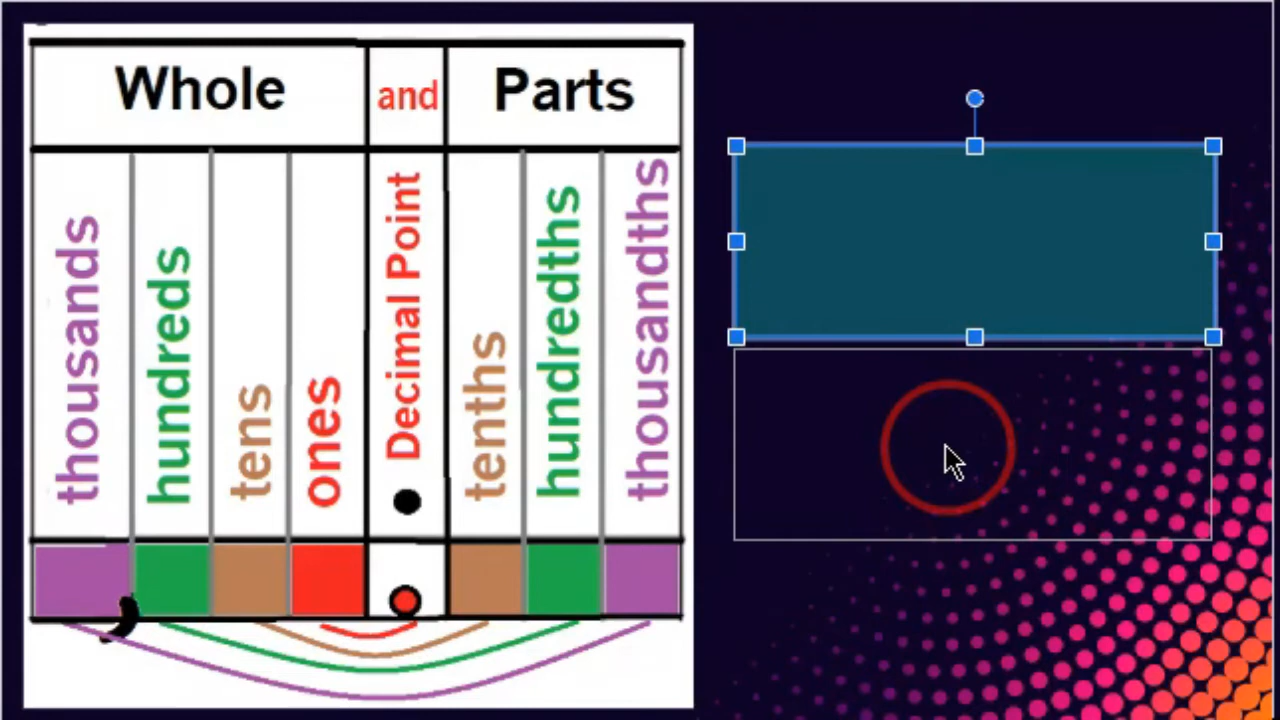 Whole and Parts
thousands
hundreds
tens
ones
Decimal Point
tenths
hundredths
thousandths